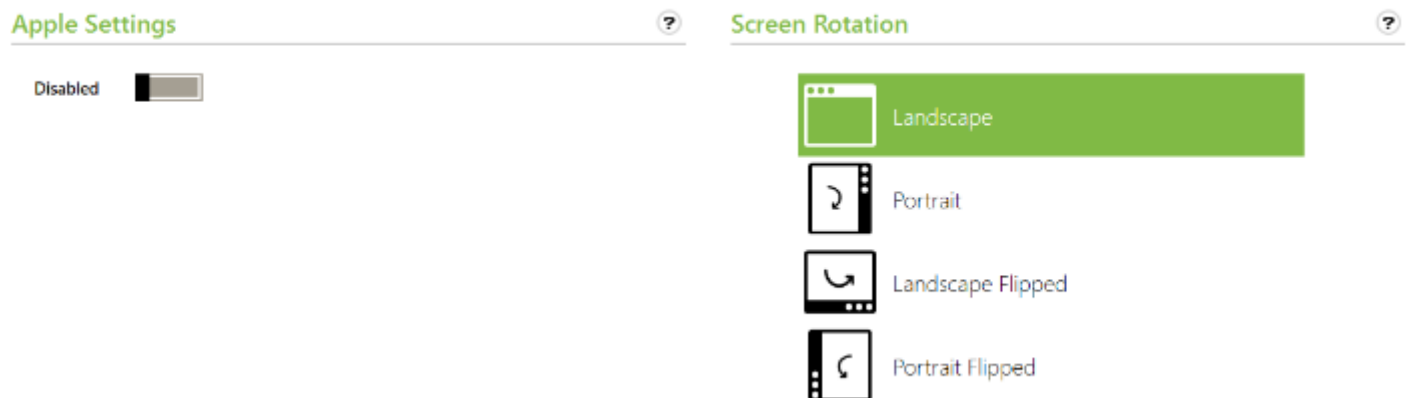 Apple Settings
?
Disabled
Screen Rotation
?
Landscape
Portrait
Landscape Flipped
Portrait Flipped